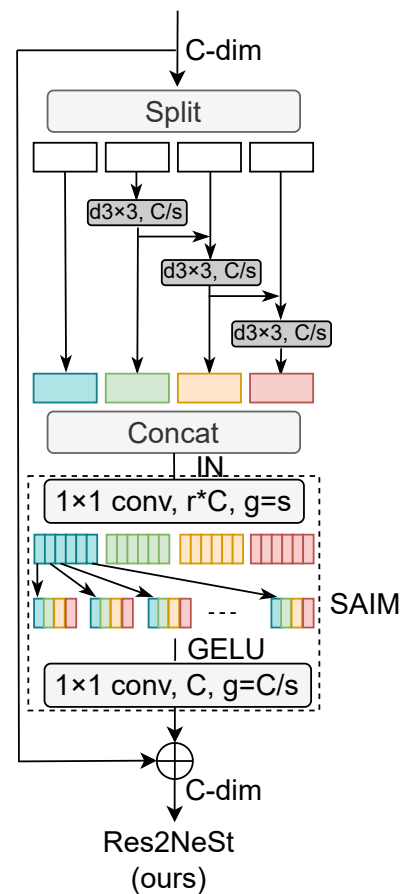 C-dim
Split
d3×3, C/s
d3×3, C/s
d3×3, C/s
Concat
IN
1×1 conv, r*C, g=s
SAIM
GELU
1×1 conv, C, g=C/s
C-dim
Res2NeSt
(ours)